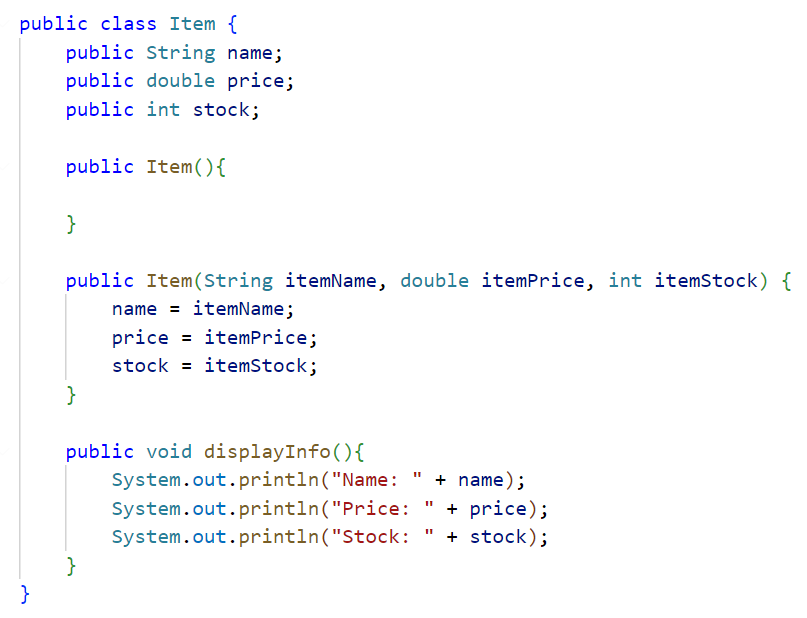 public class Item {
    public String name;
    public double price;
    public int stock;

    public Item(){

    }

    public Item(String itemName, double itemPrice, int itemStock) {
        name = itemName;
        price = itemPrice;
        stock = itemStock;
    }

    public void displayInfo(){
        System.out.println("Name: " + name);
        System.out.println("Price: " + price);
        System.out.println("Stock: " + stock);
    }
}